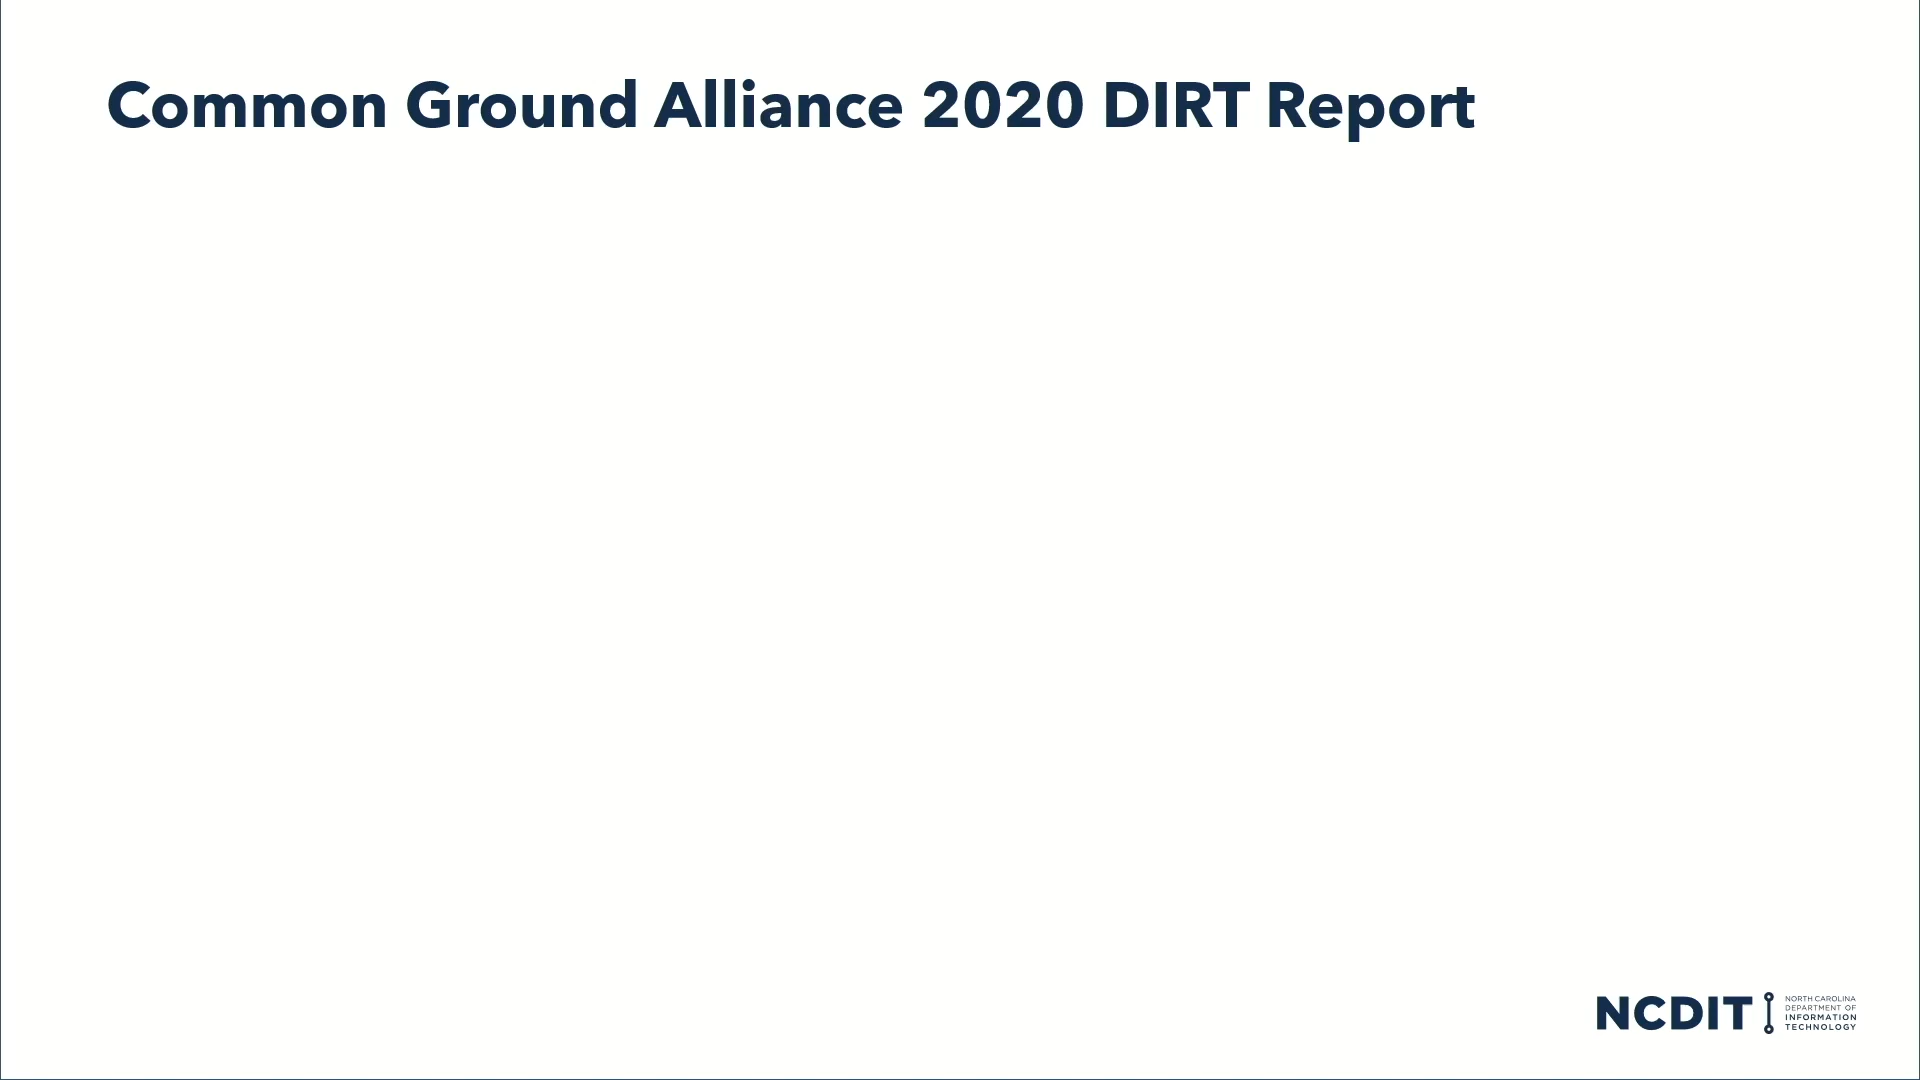 Common Ground Alliance 2020 DIRT Report
NCDIT
NORTH CAROLINA
DEPARTMENT OF
INFORMATION
TECHNOLOGY